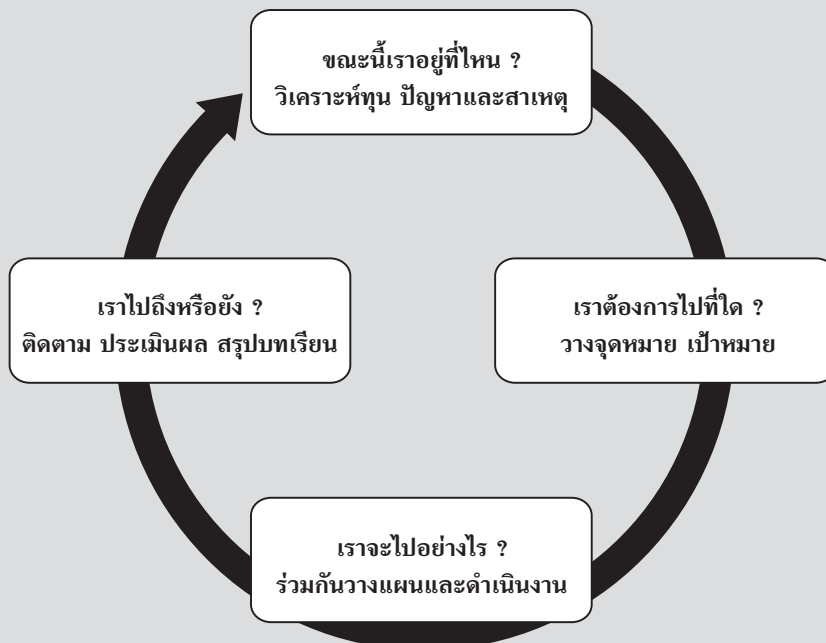 ขณะนี้เราอยู่ที่ไหน ?
วิเคราะห์ทุน ปัญหาและสาเหตุ
เราต้องการไปที่ใด ?
วางจุดหมาย เป้าหมาย
เราจะไปอย่างไร ?
ร่วมกันวางแผนและดำเนินงาน
เราไปถึงหรือยัง ?
ติดตาม ประเมินผล สรุปบทเรียน